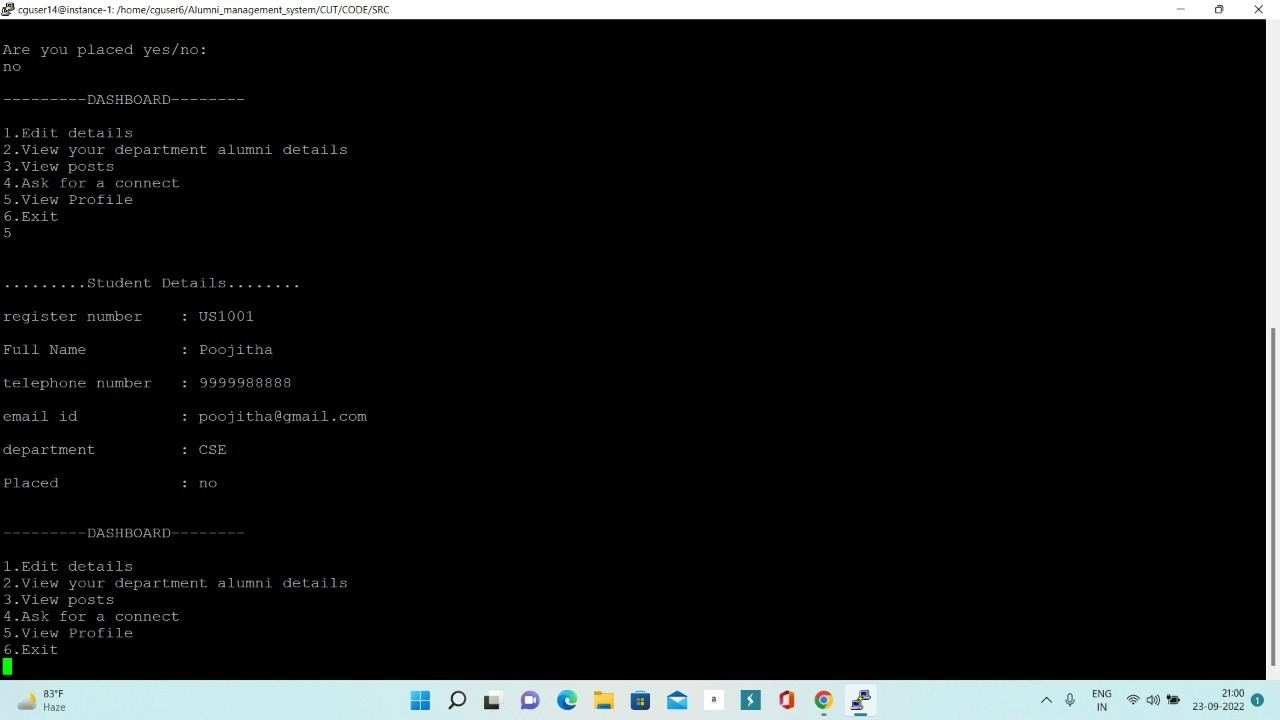 cguser14@instance-1: /home/cguser6/Alumni_management_system/CUT/CODE/SRC
Are you placed yes/no:
no
---------DASHBOARD--------
1.Edit details
2.View your department alumni details
3.View posts
4.Ask for a connect
5.View Profile
6.Exit
5
.........Student Details........
register number : US1001
Full Name : Poojitha
telephone number : 9999988888
email id : poojitha@gmail.com
department : CSE
Placed : no
---------DASHBOARD--------
1.Edit details
2.View your department alumni details
3.View posts
4.Ask for a connect
5.View Profile
6.Exit
83°F
Haze
a
ENG
IN
21:00
23-09-2022
1